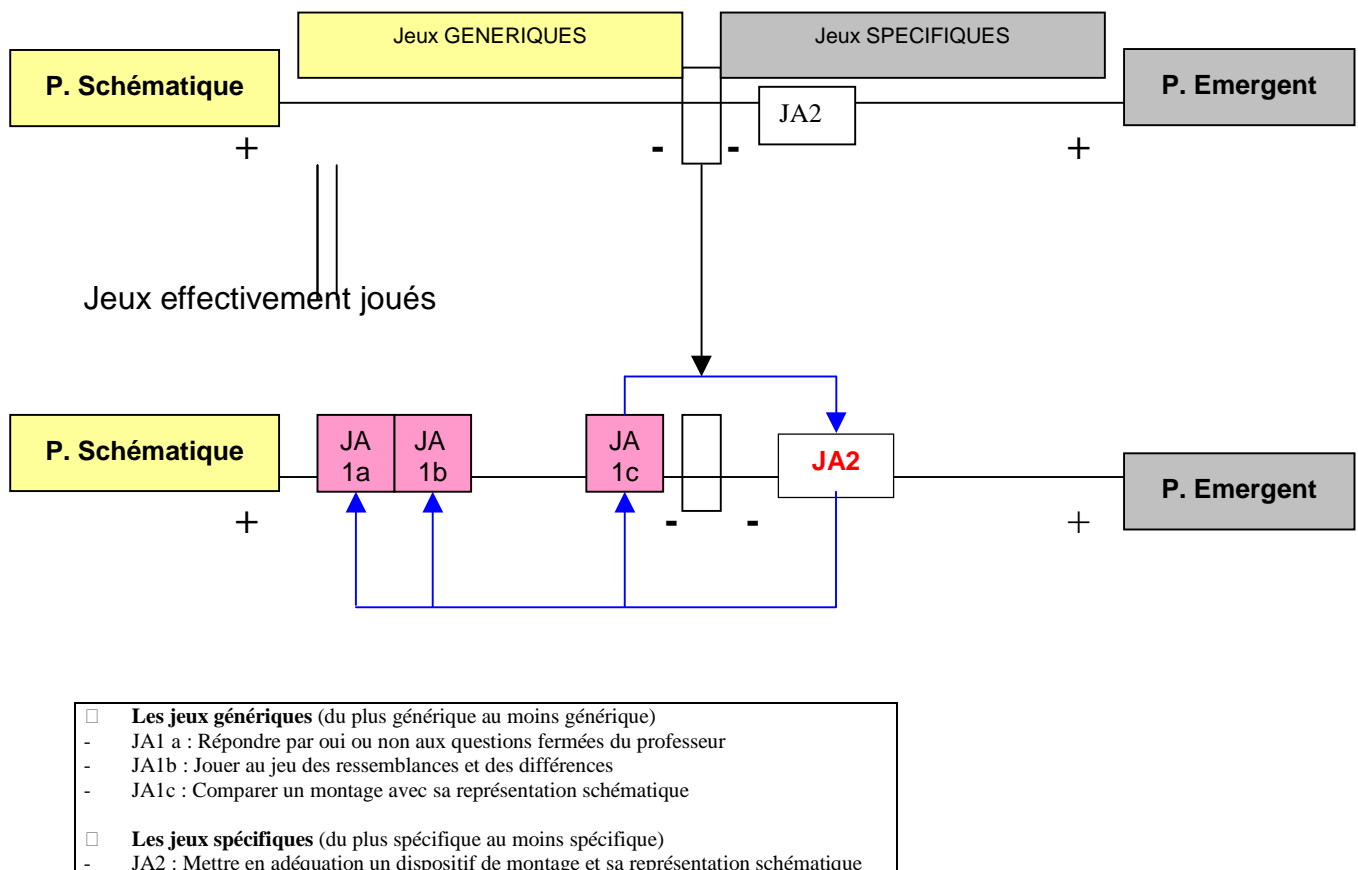 Jeux GENERIQUES
Jeux SPECIFIQUES
P. Schématique
P. Emergent
JA2
+
-
-
+
Jeux effectivement joués
P. Schématique
JA
1a
JA
1b
JA
1c
JA2
P. Emergent
+
-
-
+
Les jeux génériques (du plus générique au moins générique)
- JA1 a : Répondre par oui ou non aux questions fermées du professeur
- JA1b : Jouer au jeu des ressemblances et des différences
- JA1c : Comparer un montage avec sa représentation schématique
Les jeux spécifiques (du plus spécifique au moins spécifique)
- JA2 : Mettre en adéquation un dispositif de montage et sa représentation schématique